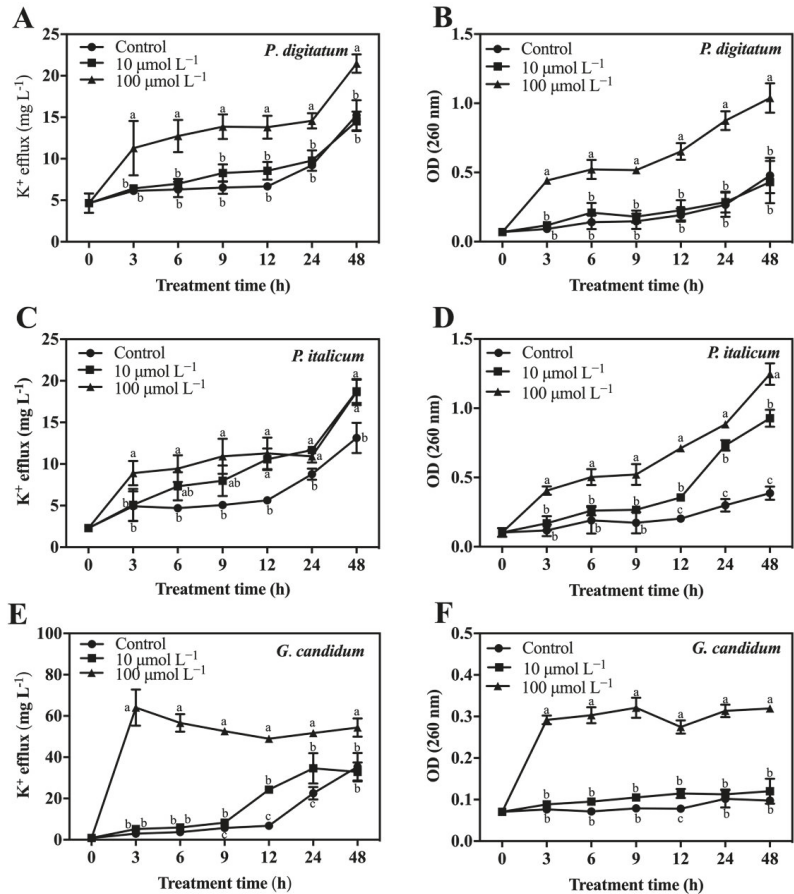 A
Control
10 μmol L⁻¹
100 μmol L⁻¹
P. digitatum
K⁺ efflux (mg L⁻¹)
25
20
15
10
5
0
a a a a a a
b b b b b b
b b b b b b
0 3 6 9 12 24 48
Treatment time (h)
B
Control
10 μmol L⁻¹
100 μmol L⁻¹
P. digitatum
OD (260 nm)
1.5
1.0
0.5
0.0
a a a a a a
b b b b b b
b b b b b b
0 3 6 9 12 24 48
Treatment time (h)
C
Control
10 μmol L⁻¹
100 μmol L⁻¹
P. italicum
K⁺ efflux (mg L⁻¹)
25
20
15
10
5
0
a a a a a a
b ab ab a a a
b b b b b b
0 3 6 9 12 24 48
Treatment time (h)
D
Control
10 μmol L⁻¹
100 μmol L⁻¹
P. italicum
OD (260 nm)
1.5
1.0
0.5
0.0
a a a a a a
b b b b b b
b b b c c c
0 3 6 9 12 24 48
Treatment time (h)
E
Control
10 μmol L⁻¹
100 μmol L⁻¹
G. candidum
K⁺ efflux (mg L⁻¹)
100
80
60
40
20
0
a a a a a a
b b b b b b
b b c c c b
0 3 6 9 12 24 48
Treatment time (h)
F
Control
10 μmol L⁻¹
100 μmol L⁻¹
G. candidum
OD (260 nm)
0.5
0.4
0.3
0.2
0.1
0.0
a a a a a a
b b b b b b
b b b c b b
0 3 6 9 12 24 48
Treatment time (h)